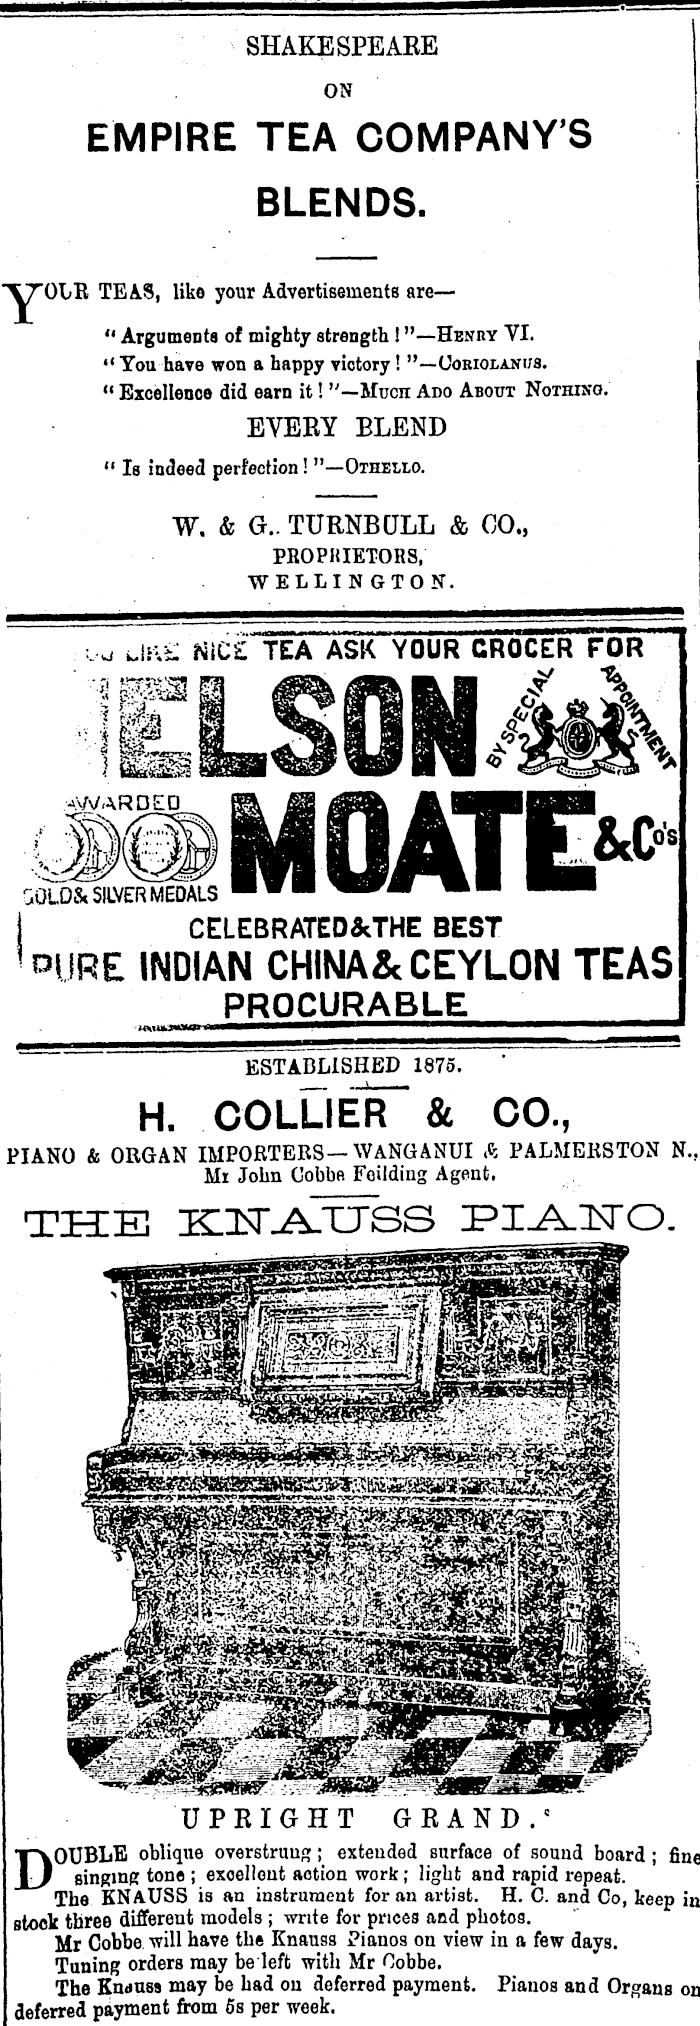 SHAKESPEARE
ON
EMPIRE TEA COMPANY'S
BLENDS.
YOUR TEAS, like your Advertisements are—
"Arguments of mighty strength!"—HENRY VI.
"You have won a happy victory!"—CORIOLANUS.
"Excellence did earn it!"—MUCH ADO ABOUT NOTHING.
EVERY BLEND
"Is indeed perfection!"—OTHELLO.
W. & G. TURNBULL & CO.,
PROPRIETORS,
WELLINGTON.
LIKE NICE TEA ASK YOUR GROCER FOR
NELSON
BY SPECIAL APPOINTMENT
AWARDED
MOATE & Co's
GOLD & SILVER MEDALS
CELEBRATED & THE BEST
PURE INDIAN CHINA & CEYLON TEAS
PROCURABLE
ESTABLISHED 1875.
H. COLLIER & CO.,
PIANO & ORGAN IMPORTERS—WANGANUI & PALMERSTON N.,
Mr John Cobbe Feilding Agent.
THE KNAUSS PIANO.
UPRIGHT GRAND.
DOUBLE oblique overstrung; extended surface of sound board; fine
singing tone; excellent action work; light and rapid repeat.
The KNAUSS is an instrument for an artist. H. C. and Co, keep in
stock three different models; write for prices and photos.
Mr Cobbe will have the Knauss Pianos on view in a few days.
Tuning orders may be left with Mr Cobbe.
The Knauss may be had on deferred payment. Pianos and Organs on
deferred payment from 5s per week.